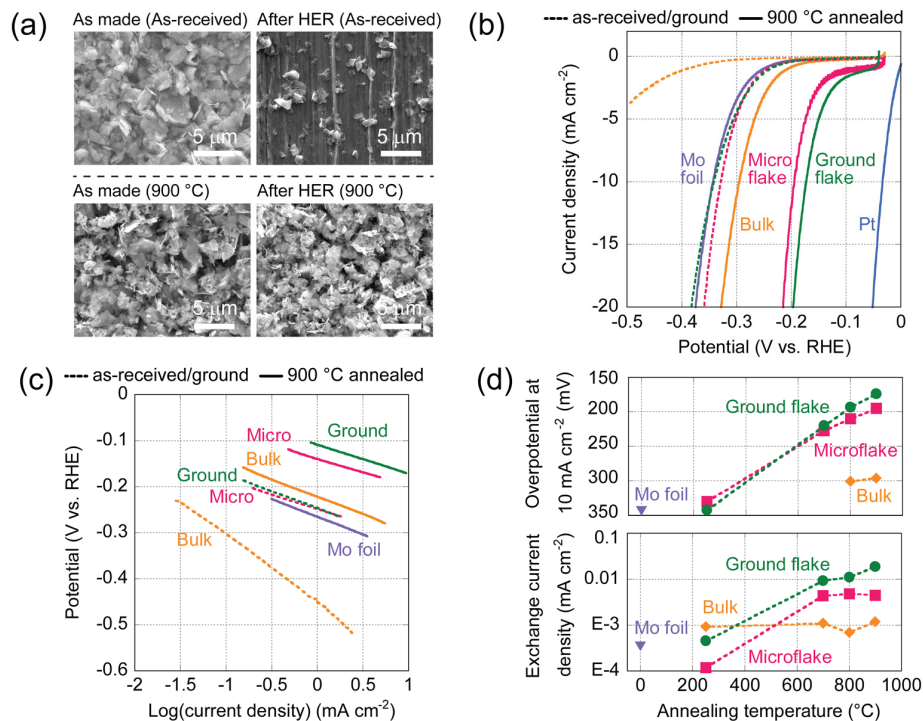 (a)
As made (As-received)
After HER (As-received)
5 μm
5 μm
As made (900 °C)
After HER (900 °C)
5 μm
5 μm
(b)
as-received/ground
900 °C annealed
Current density (mA cm-2)
0
-5
-10
-15
-20
Mo
foil
Micro
flake
Ground
flake
Bulk
Pt
-0.5
-0.4
-0.3
-0.2
-0.1
0
Potential (V vs. RHE)
(c)
as-received/ground
900 °C annealed
Potential (V vs. RHE)
0
-0.1
-0.2
-0.3
-0.4
-0.5
-0.6
Ground
Micro
Bulk
Ground
Micro
Mo foil
Bulk
-2
-1.5
-1
-0.5
0
0.5
1
Log(current density) (mA cm-2)
(d)
Overpotential at
10 mA cm-2 (mV)
150
200
250
300
350
Ground flake
Microflake
Bulk
Mo foil
Exchange current
density (mA cm-2)
0.1
0.01
E-3
E-4
Ground flake
Bulk
Mo foil
Microflake
0
200
400
600
800
1000
Annealing temperature (°C)